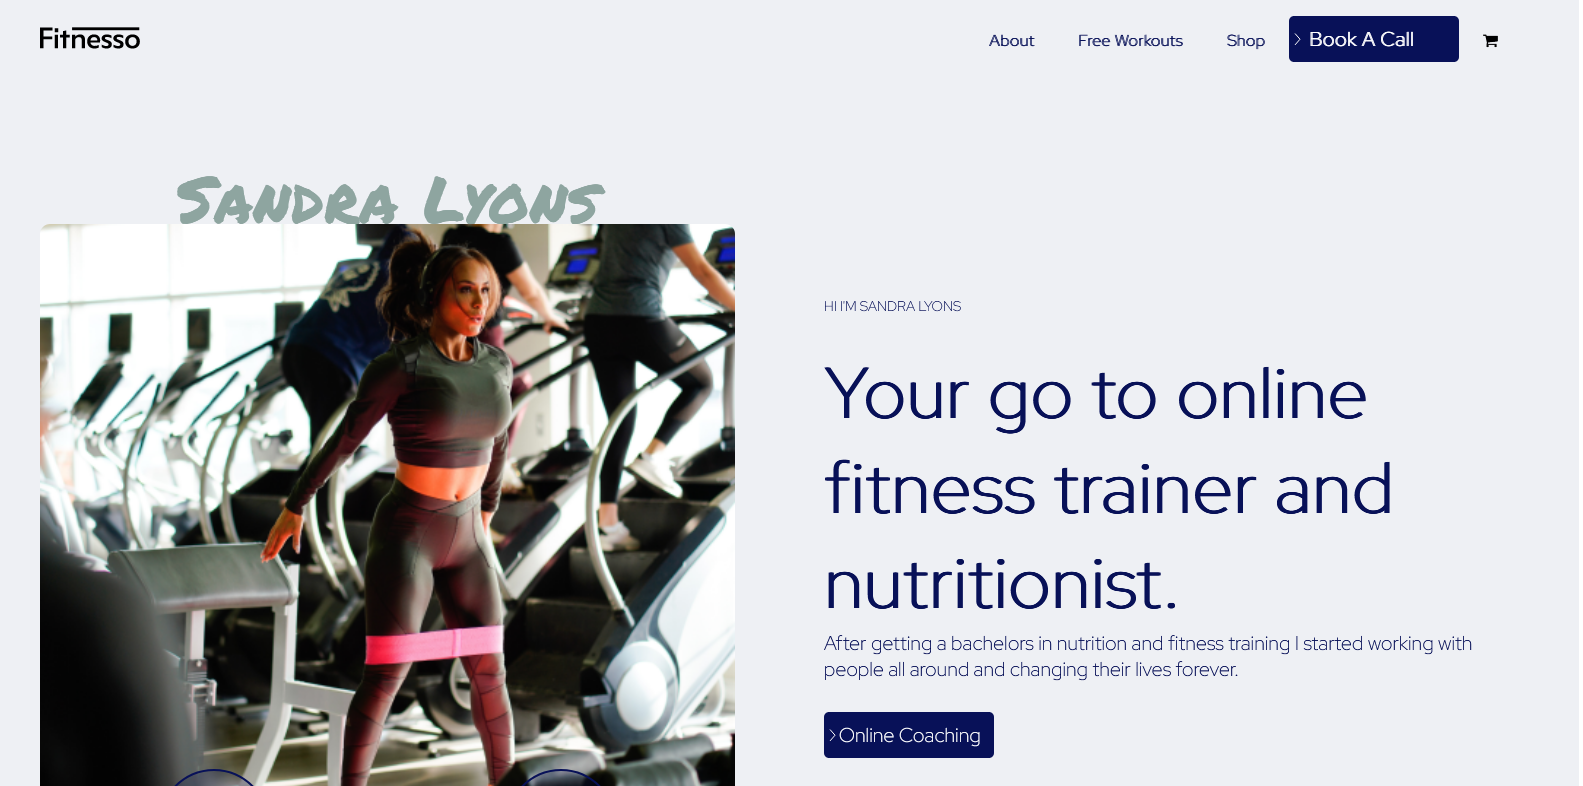 Fitnesso
About Free Workouts Shop Book A Call
Sandra Lyons
HI I'M SANDRA LYONS
Your go to online
fitness trainer and
nutritionist.
After getting a bachelors in nutrition and fitness training I started working with
people all around and changing their lives forever.
Online Coaching